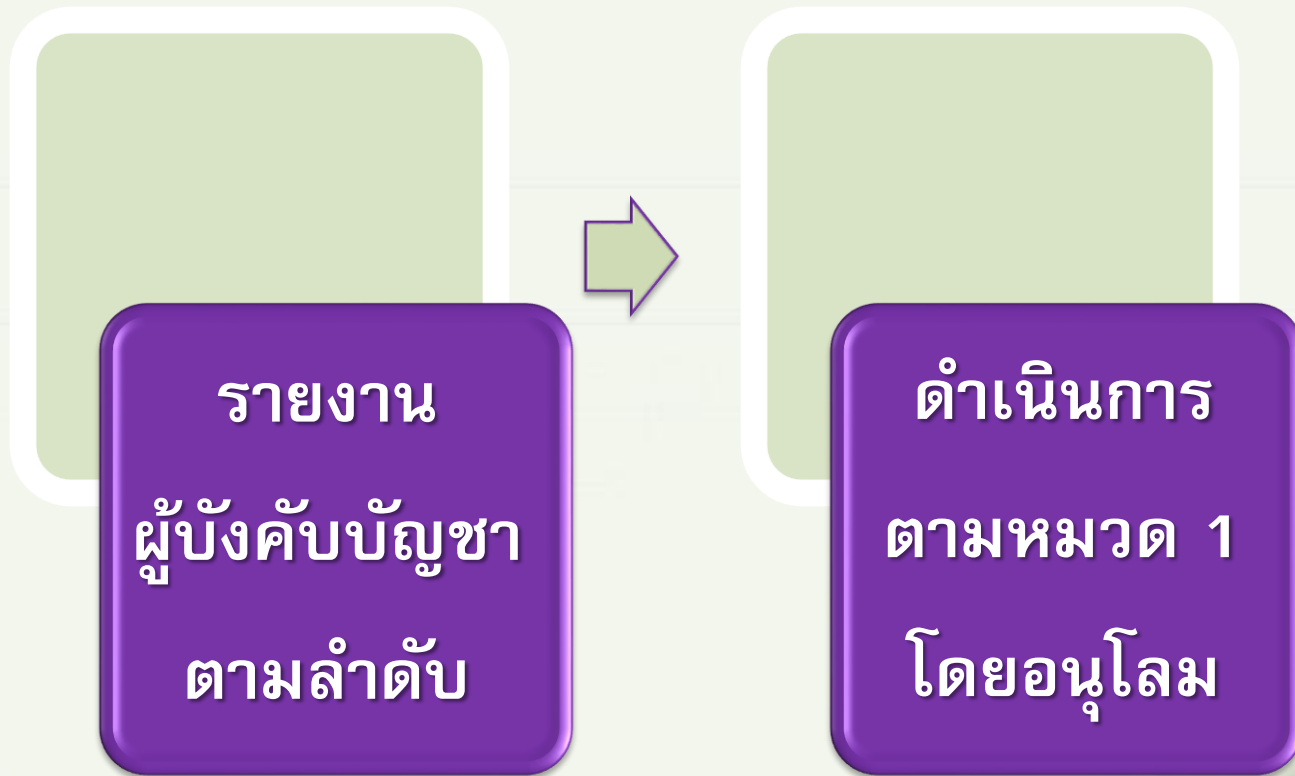 รายงาน
ผู้บังคับบัญชา
ตามลำดับ
ดำเนินการ
ตามหมวด 1
โดยอนุโลม